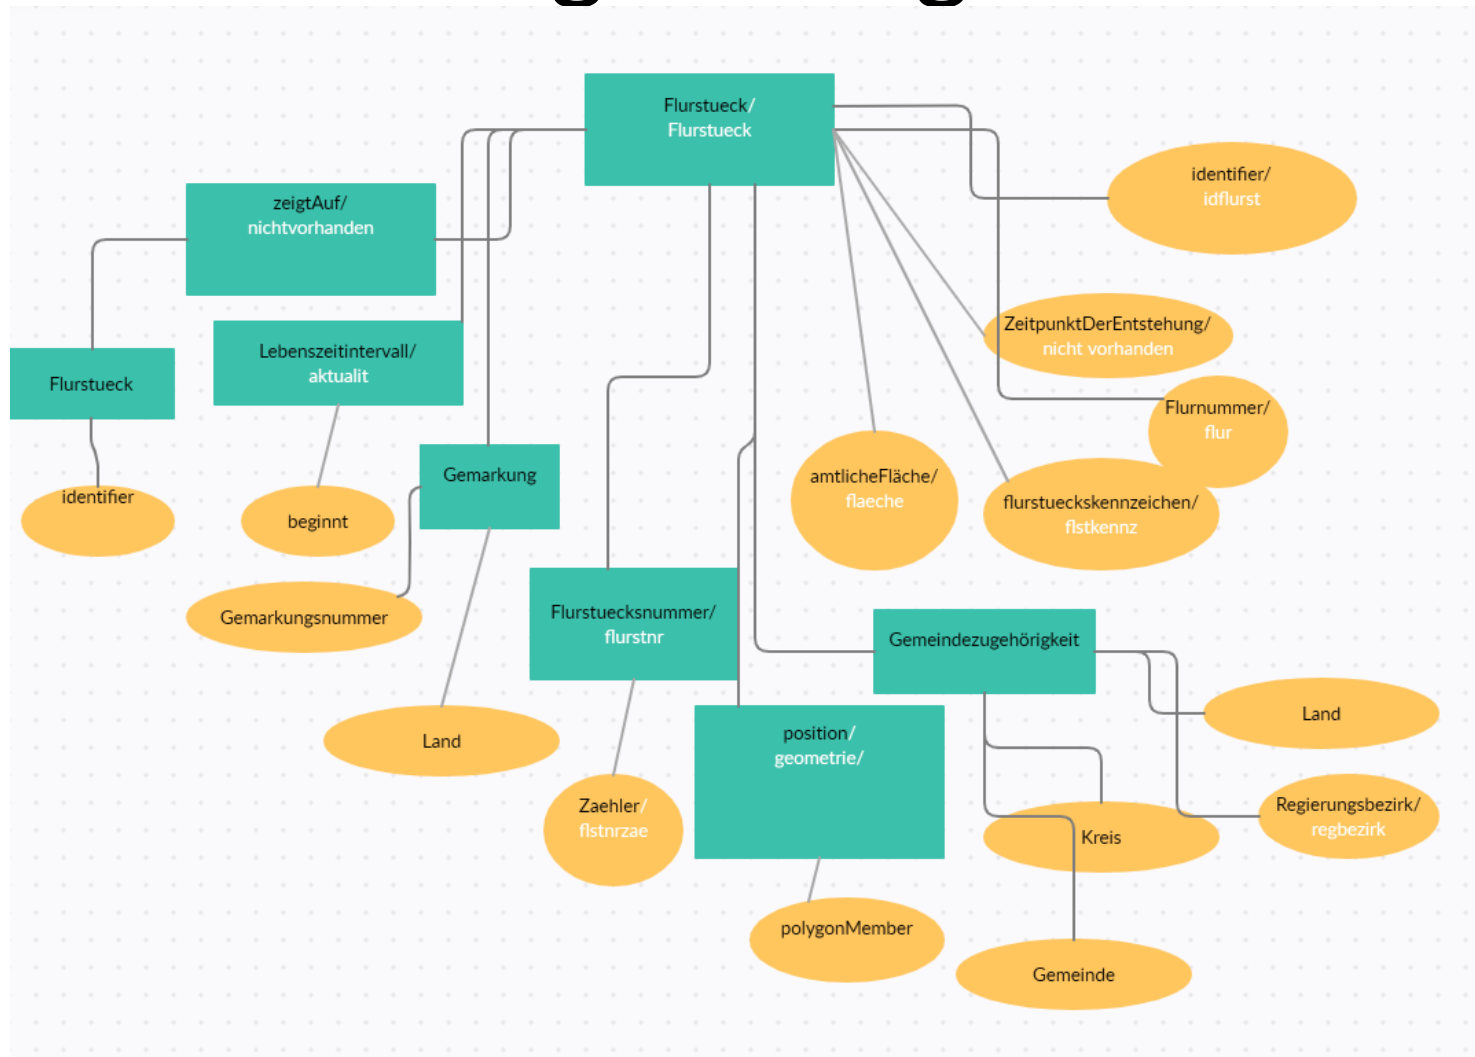 Flurstueck/
Flurstueck
identifier/
idflurst
zeigtAuf/
nichtvorhanden
ZeitpunktDerEntstehung/
nicht vorhanden
Lebenszeitintervall/
aktualit
Flurstueck
Flurnummer/
flur
Gemarkung
amtlicheFläche/
flaeche
flurstueckskennzeichen/
flstkennz
identifier
beginnt
Gemarkungsnummer
Flurstuecksnummer/
flurstnr
Gemeindezugehörigkeit
Land
Land
position/
geometrie/
Zaehler/
flstnrzae
Regierungsbezirk/
regbezirk
Kreis
polygonMember
Gemeinde